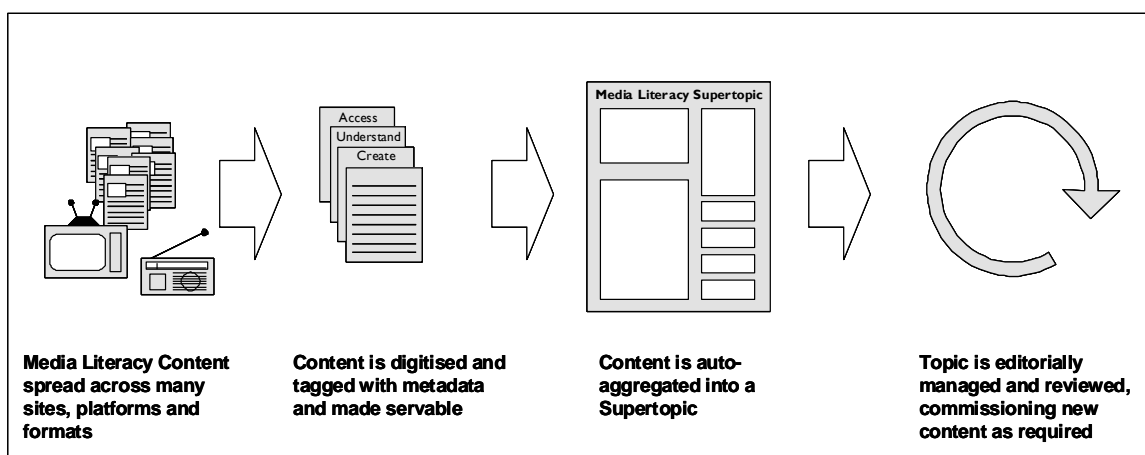 Access
Understand
Create
Media Literacy Supertopic
Media Literacy Content
spread across many
sites, platforms and
formats
Content is digitised and
tagged with metadata
and made servable
Content is auto-
aggregated into a
Supertopic
Topic is editorially
managed and reviewed,
commissioning new
content as required